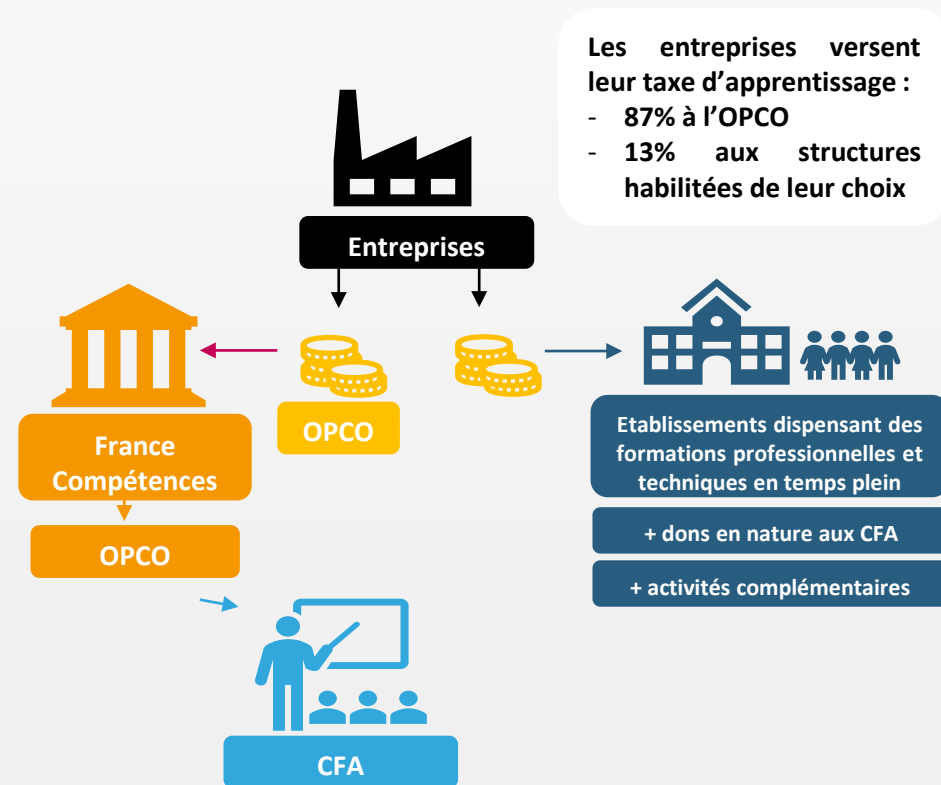 Les entreprises versent
leur taxe d’apprentissage :
- 87% à l’OPCO
- 13% aux structures
habilitées de leur choix
Entreprises
OPCO
France
Compétences
OPCO
Etablissements dispensant des
formations professionnelles et
techniques en temps plein
+ dons en nature aux CFA
+ activités complémentaires
CFA